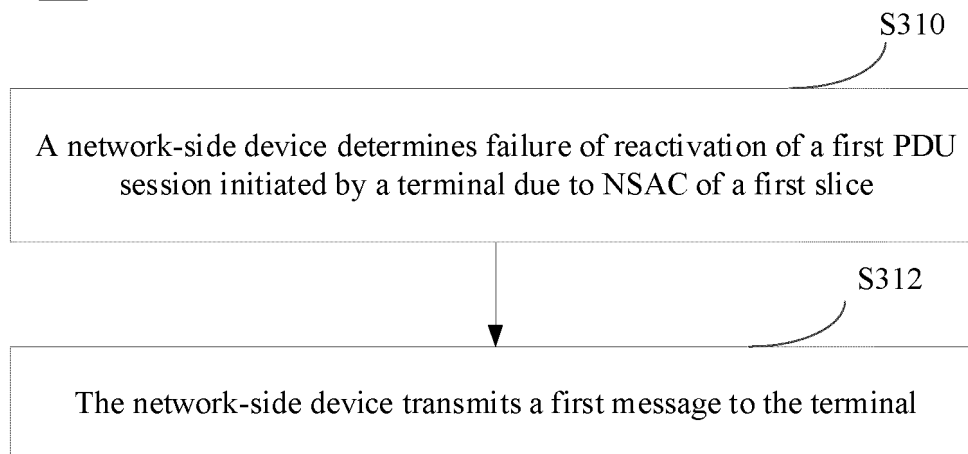 S310
A network-side device determines failure of reactivation of a first PDU
session initiated by a terminal due to NSAC of a first slice
S312
The network-side device transmits a first message to the terminal